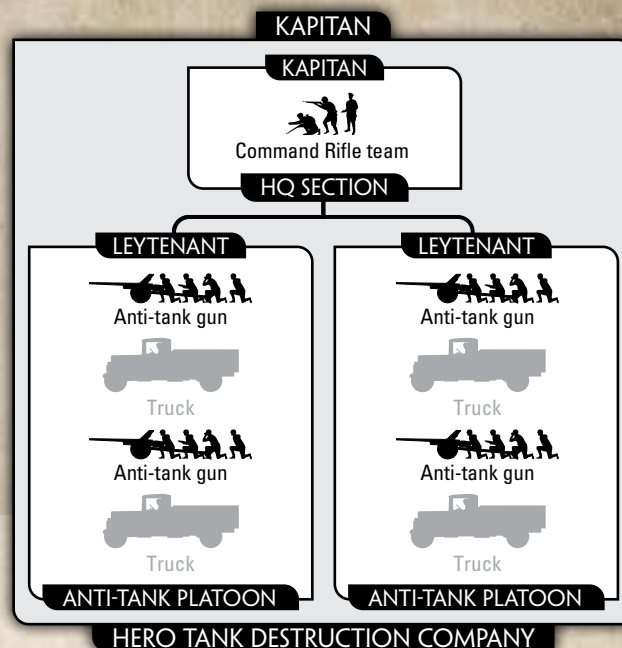 KAPITAN
KAPITAN
Command Rifle team
HQ SECTION
LEYTENANT
Anti-tank gun
Truck
Anti-tank gun
Truck
ANTI-TANK PLATOON
LEYTENANT
Anti-tank gun
Truck
Anti-tank gun
Truck
ANTI-TANK PLATOON
HERO TANK DESTRUCTION COMPANY